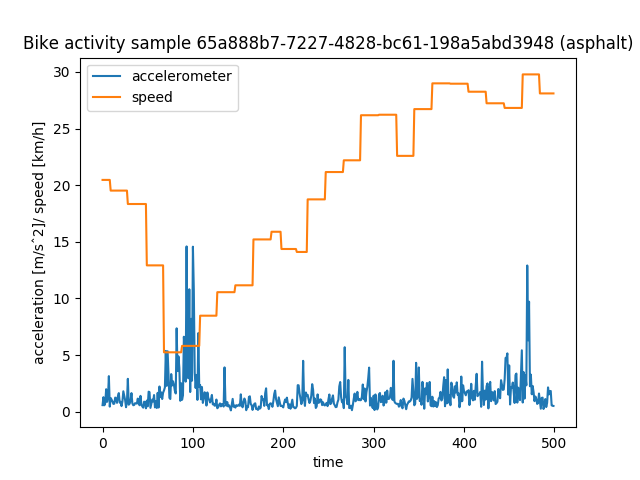 Bike activity sample 65a888b7-7227-4828-bc61-198a5abd3948 (asphalt)
accelerometer
speed
acceleration [m/s^2]/ speed [km/h]
30
25
20
15
10
5
0
0 100 200 300 400 500
time